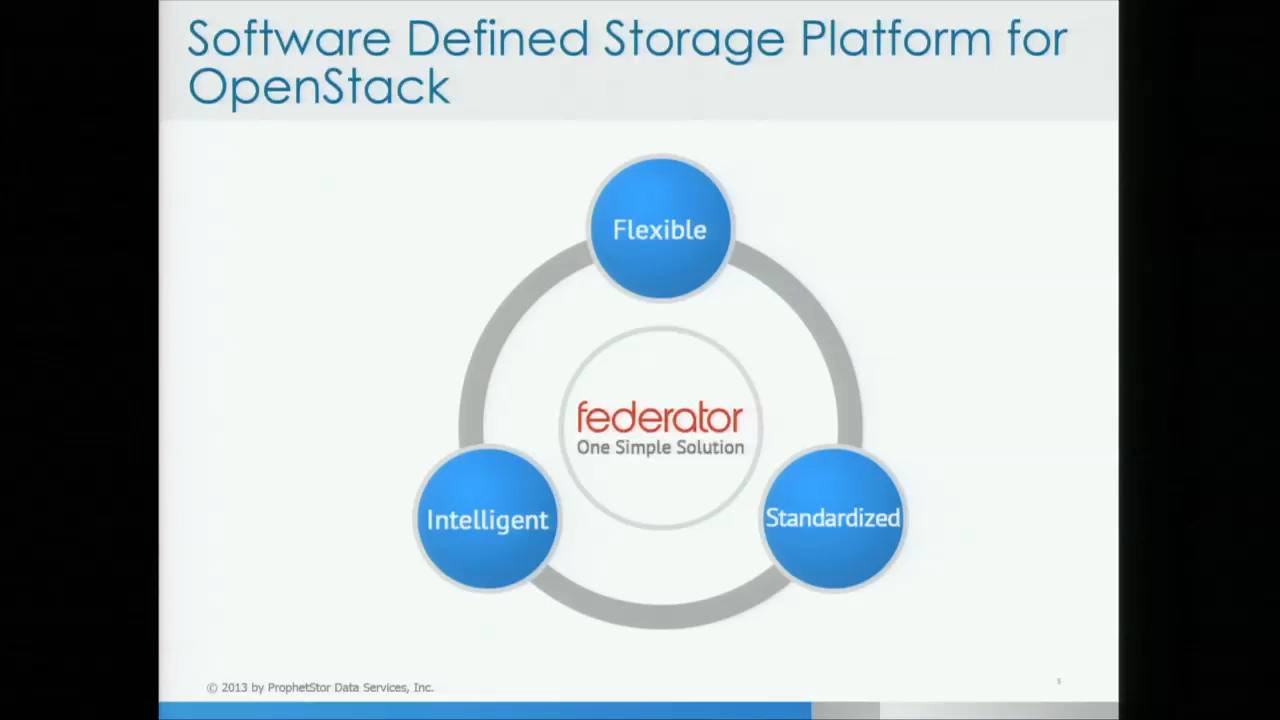 Software Defined Storage Platform for
OpenStack
Flexible
federator
One Simple Solution
Intelligent
Standardized
© 2013 by ProphetStor Data Services, Inc.